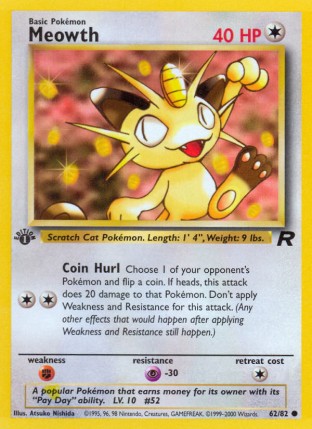 Basic Pokémon
Meowth
40 HP
EDITION
1
Scratch Cat Pokémon. Length: 1' 4", Weight: 9 lbs.
R
Coin Hurl Choose 1 of your opponent's
Pokémon and flip a coin. If heads, this attack
does 20 damage to that Pokémon. Don't apply
Weakness and Resistance for this attack. (Any
other effects that would happen after applying
Weakness and Resistance still happen.)
weakness
resistance
retreat cost
-30
A popular Pokémon that earns money for its owner with its
"Pay Day" ability. LV. 10 #52
Illus. Atsuko Nishida
©1995, 96, 98 Nintendo, Creatures, GAMEFREAK. ©1999-2000 Wizards.
62/82